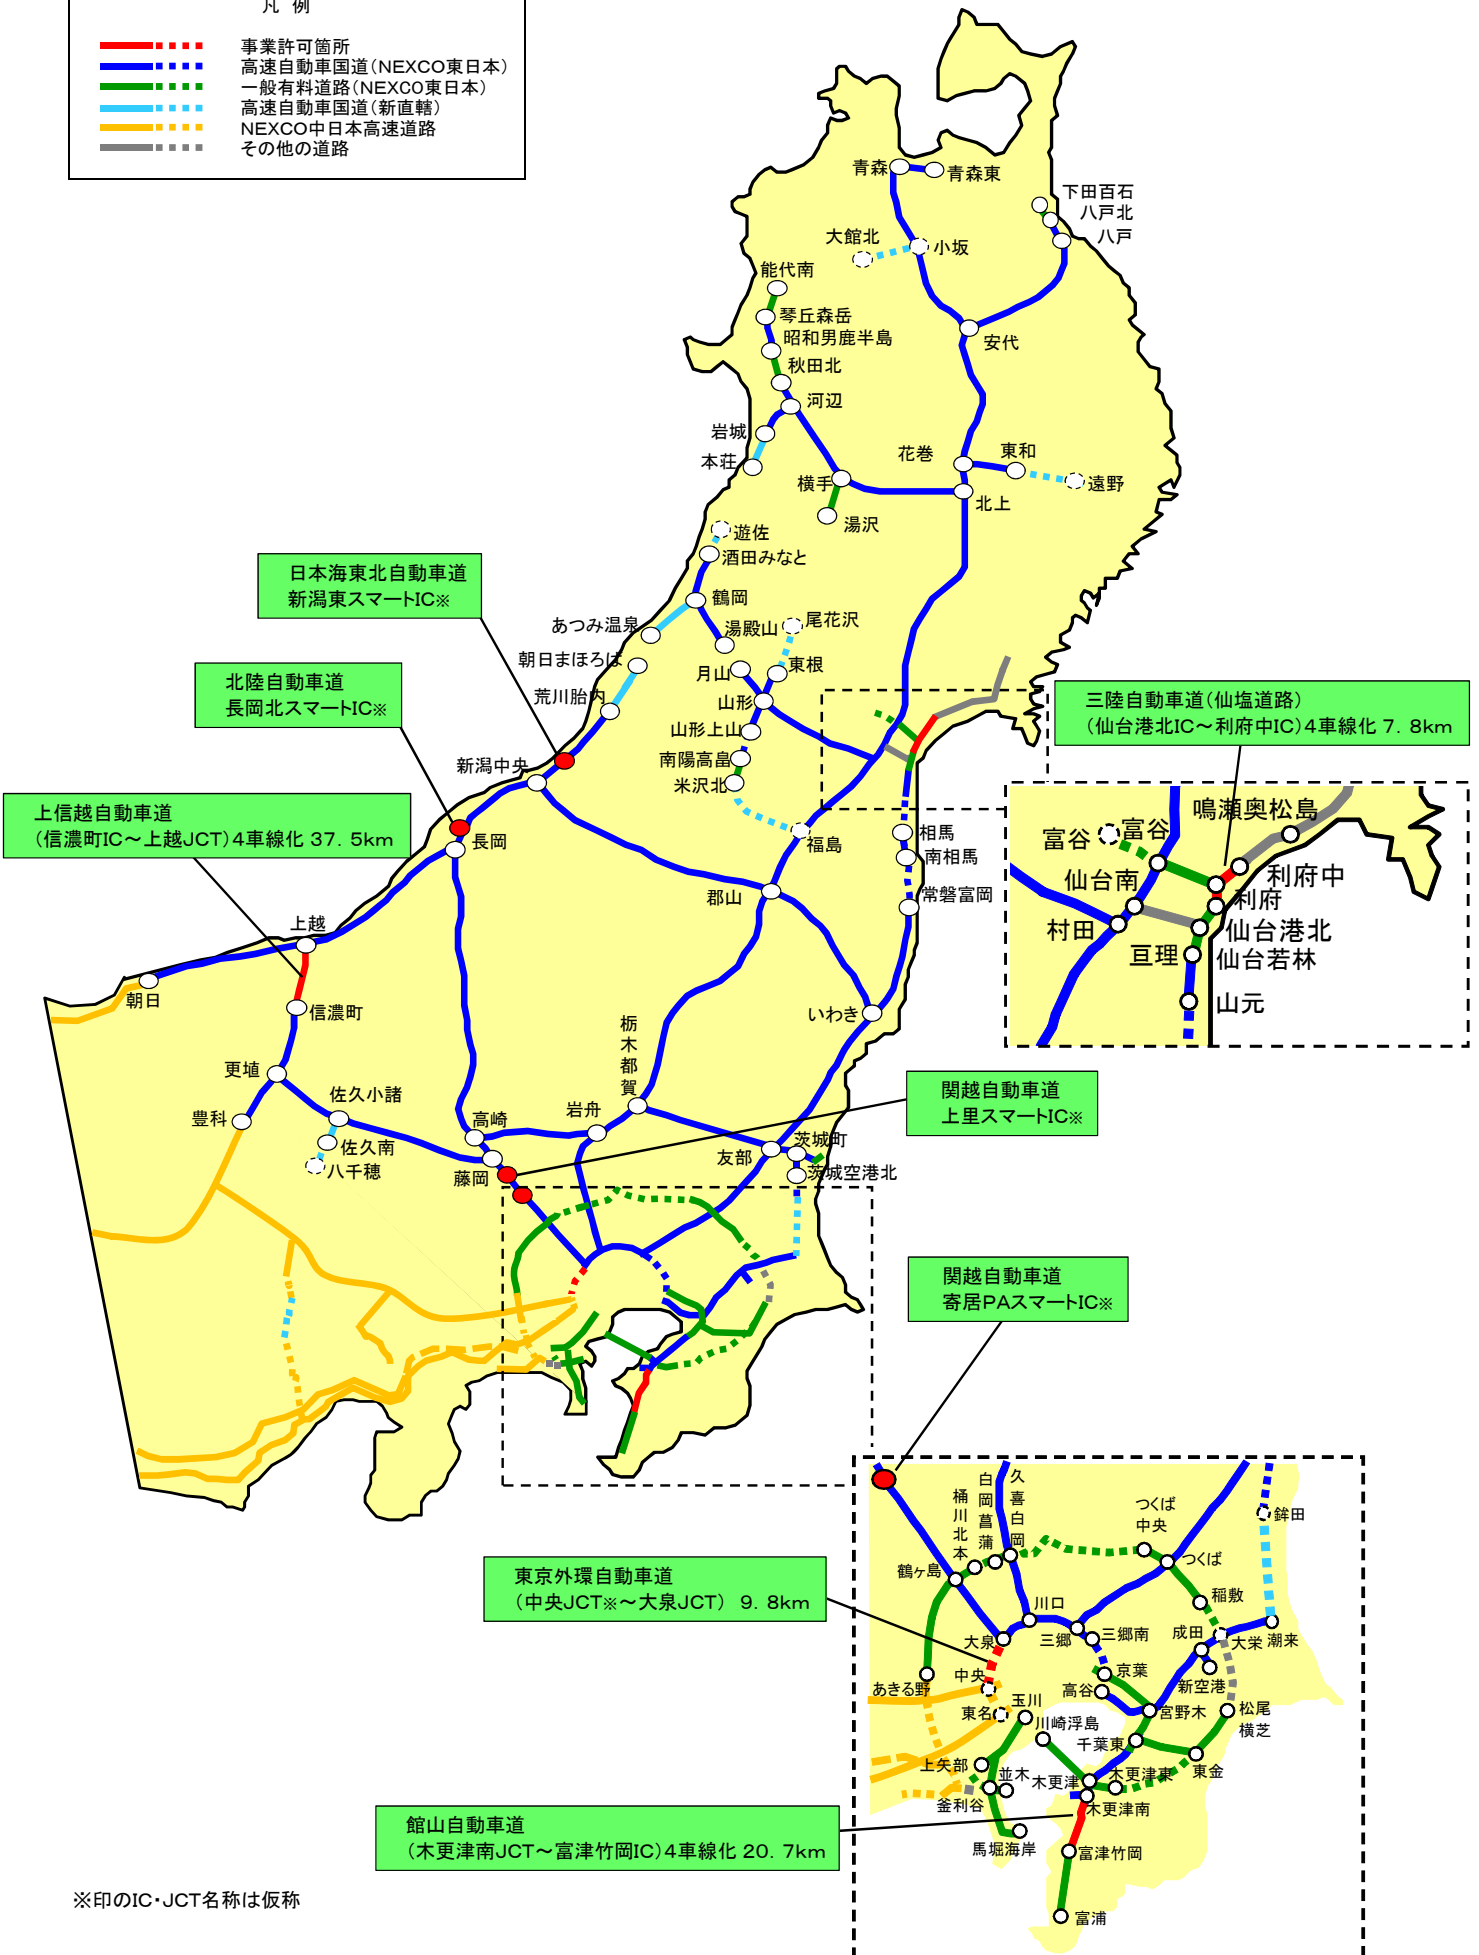 凡 例
事業許可箇所
高速自動車国道(NEXCO東日本)
一般有料道路(NEXCO東日本)
高速自動車国道(新直轄)
NEXCO中日本高速道路
その他の道路
青森
青森東
下田百石
八戸北
八戸
大館北
小坂
能代南
琴丘森岳
昭和男鹿半島
秋田北
安代
河辺
岩城
本荘
花巻
東和
横手
遠野
北上
湯沢
遊佐
酒田みなと
日本海東北自動車道
新潟東スマートIC※
鶴岡
あつみ温泉
湯殿山
尾花沢
朝日まほろば
月山
東根
北陸自動車道
長岡北スマートIC※
荒川胎内
山形
三陸自動車道(仙塩道路)
(仙台港北IC～利府中IC)4車線化 7. 8km
山形上山
新潟中央
南陽高畠
米沢北
上信越自動車道
(信濃町IC～上越JCT)4車線化 37. 5km
長岡
福島
相馬
南相馬
郡山
常磐富岡
富谷
富谷
鳴瀬奥松島
仙台南
利府中
利府
村田
仙台港北
亘理
仙台若林
山元
上越
朝日
信濃町
いわき
栃木都賀
更埴
佐久小諸
豊科
高崎
岩舟
関越自動車道
上里スマートIC※
佐久南
八千穂
藤岡
友部
茨城町
茨城空港北
関越自動車道
寄居PAスマートIC※
東京外環自動車道
(中央JCT※～大泉JCT) 9. 8km
桶川北本
白岡菖蒲
久喜白岡
つくば
中央
鉾田
鶴ヶ島
つくば
川口
稲敷
大泉
三郷
三郷南
成田
大栄
潮来
あきる野
中央
京葉
新空港
高谷
東名
玉川
川崎浮島
宮野木
松尾
横芝
千葉東
上矢部
並木
木更津
木更津東
東金
釜利谷
木更津南
館山自動車道
(木更津南JCT～富津竹岡IC)4車線化 20. 7km
馬堀海岸
富津竹岡
富浦
※印のIC・JCT名称は仮称